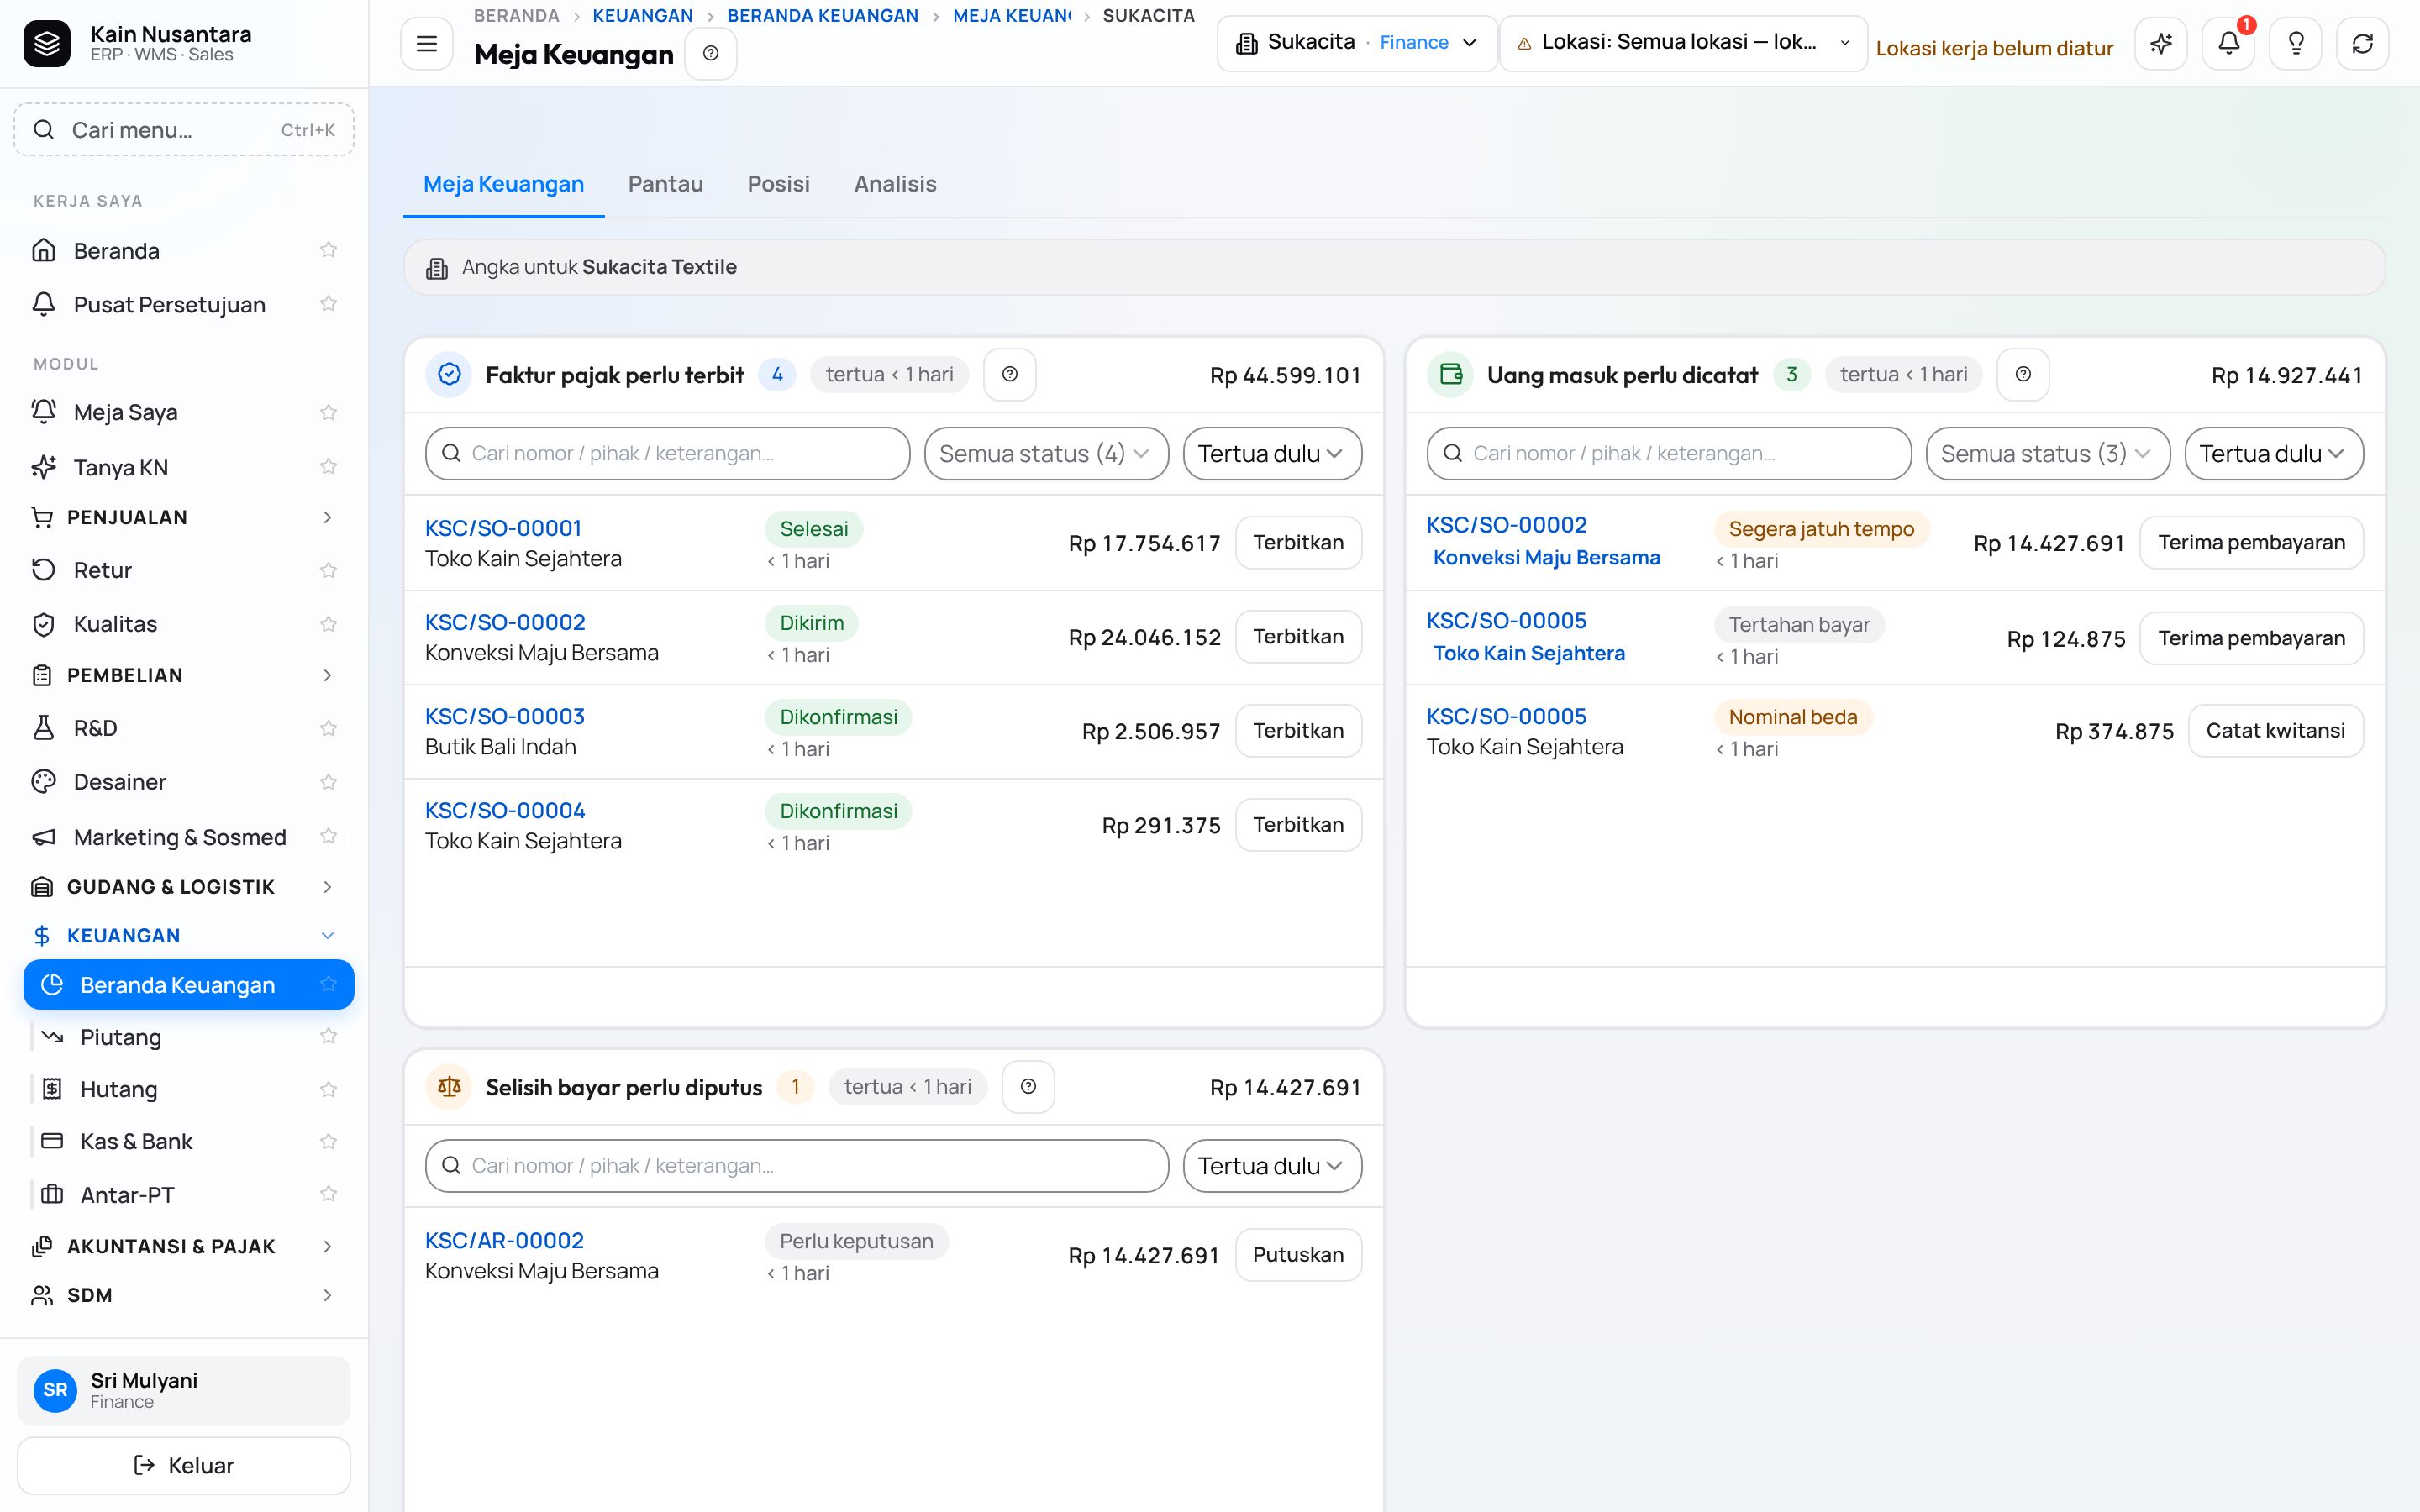 Kain Nusantara
ERP · WMS · Sales
Cari menu... Ctrl+K
KERJA SAYA
Beranda
Pusat Persetujuan
MODUL
Meja Saya
Tanya KN
PENJUALAN
Retur
Kualitas
PEMBELIAN
R&D
Desainer
Marketing & Sosmed
GUDANG & LOGISTIK
KEUANGAN
Beranda Keuangan
Piutang
Hutang
Kas & Bank
Antar-PT
AKUNTANSI & PAJAK
SDM
SR
Sri Mulyani
Finance
Keluar
BERANDA > KEUANGAN > BERANDA KEUANGAN > MEJA KEUAN > SUKACITA
Meja Keuangan
Sukacita · Finance
Lokasi: Semua lokasi — lok...
Lokasi kerja belum diatur
1
Meja Keuangan Pantau Posisi Analisis
Angka untuk Sukacita Textile
Faktur pajak perlu terbit 4 tertua < 1 hari Rp 44.599.101
Cari nomor / pihak / keterangan... Semua status (4) Tertua dulu
KSC/SO-00001 Selesai Rp 17.754.617 Terbitkan
Toko Kain Sejahtera < 1 hari
KSC/SO-00002 Dikirim Rp 24.046.152 Terbitkan
Konveksi Maju Bersama < 1 hari
KSC/SO-00003 Dikonfirmasi Rp 2.506.957 Terbitkan
Butik Bali Indah < 1 hari
KSC/SO-00004 Dikonfirmasi Rp 291.375 Terbitkan
Toko Kain Sejahtera < 1 hari
Uang masuk perlu dicatat 3 tertua < 1 hari Rp 14.927.441
Cari nomor / pihak / keterangan... Semua status (3) Tertua dulu
KSC/SO-00002 Segera jatuh tempo Rp 14.427.691 Terima pembayaran
Konveksi Maju Bersama < 1 hari
KSC/SO-00005 Tertahan bayar Rp 124.875 Terima pembayaran
Toko Kain Sejahtera < 1 hari
KSC/SO-00005 Nominal beda Rp 374.875 Catat kwitansi
Toko Kain Sejahtera < 1 hari
Selisih bayar perlu diputus 1 tertua < 1 hari Rp 14.427.691
Cari nomor / pihak / keterangan... Tertua dulu
KSC/AR-00002 Perlu keputusan Rp 14.427.691 Putuskan
Konveksi Maju Bersama < 1 hari